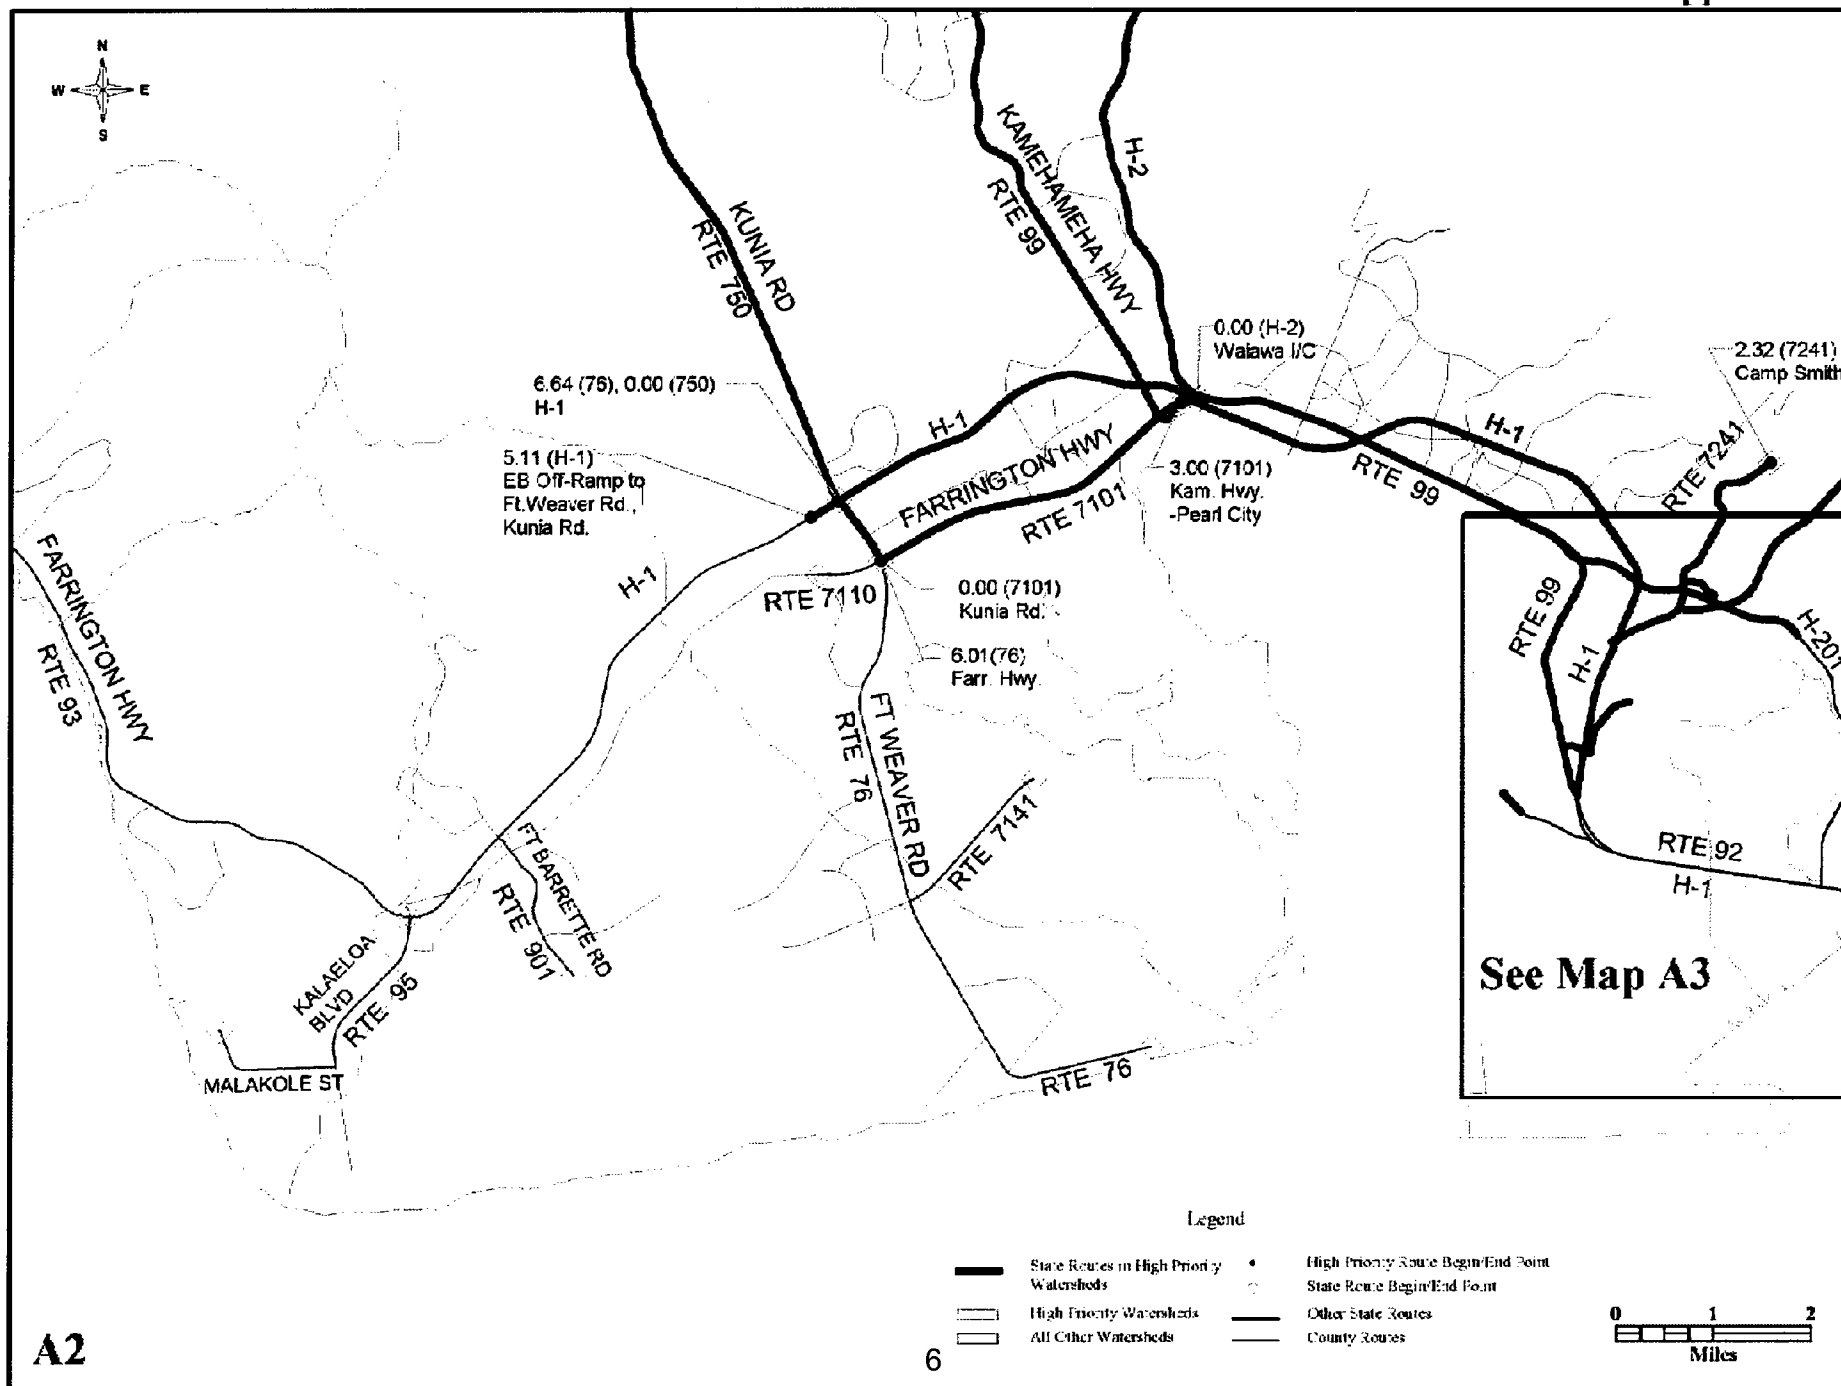 N
W E
S
KUNIA RD
RTE 750
KAMEHAMEHA HWY
RTE 99
H-2
0.00 (H-2)
Waiawa I/C
2.32 (7241)
Camp Smith
6.64 (76), 0.00 (750)
H-1
5.11 (H-1)
EB Off-Ramp to
Ft.Weaver Rd.,
Kunia Rd.
H-1
FARRINGTON HWY
RTE 7101
3.00 (7101)
Kam. Hwy.
-Pearl City
RTE 99
H-1
RTE 7241
FARRINGTON HWY
RTE 93
H-1
RTE 7110
0.00 (7101)
Kunia Rd.
6.01(76)
Farr. Hwy.
RTE 99
H-1
H-201
FT WEAVER RD
RTE 76
RTE 7141
FT BARRETTE RD
RTE 901
RTE 92
H-1
KALAELOA
BLVD
RTE 95
MALAKOLE ST
RTE 76
See Map A3
Legend
State Routes in High Priority
Watersheds
High Priority Watersheds
All Other Watersheds
High Priority Route Begin/End Point
State Route Begin/End Point
Other State Routes
County Routes
0 1 2
Miles
A2
6